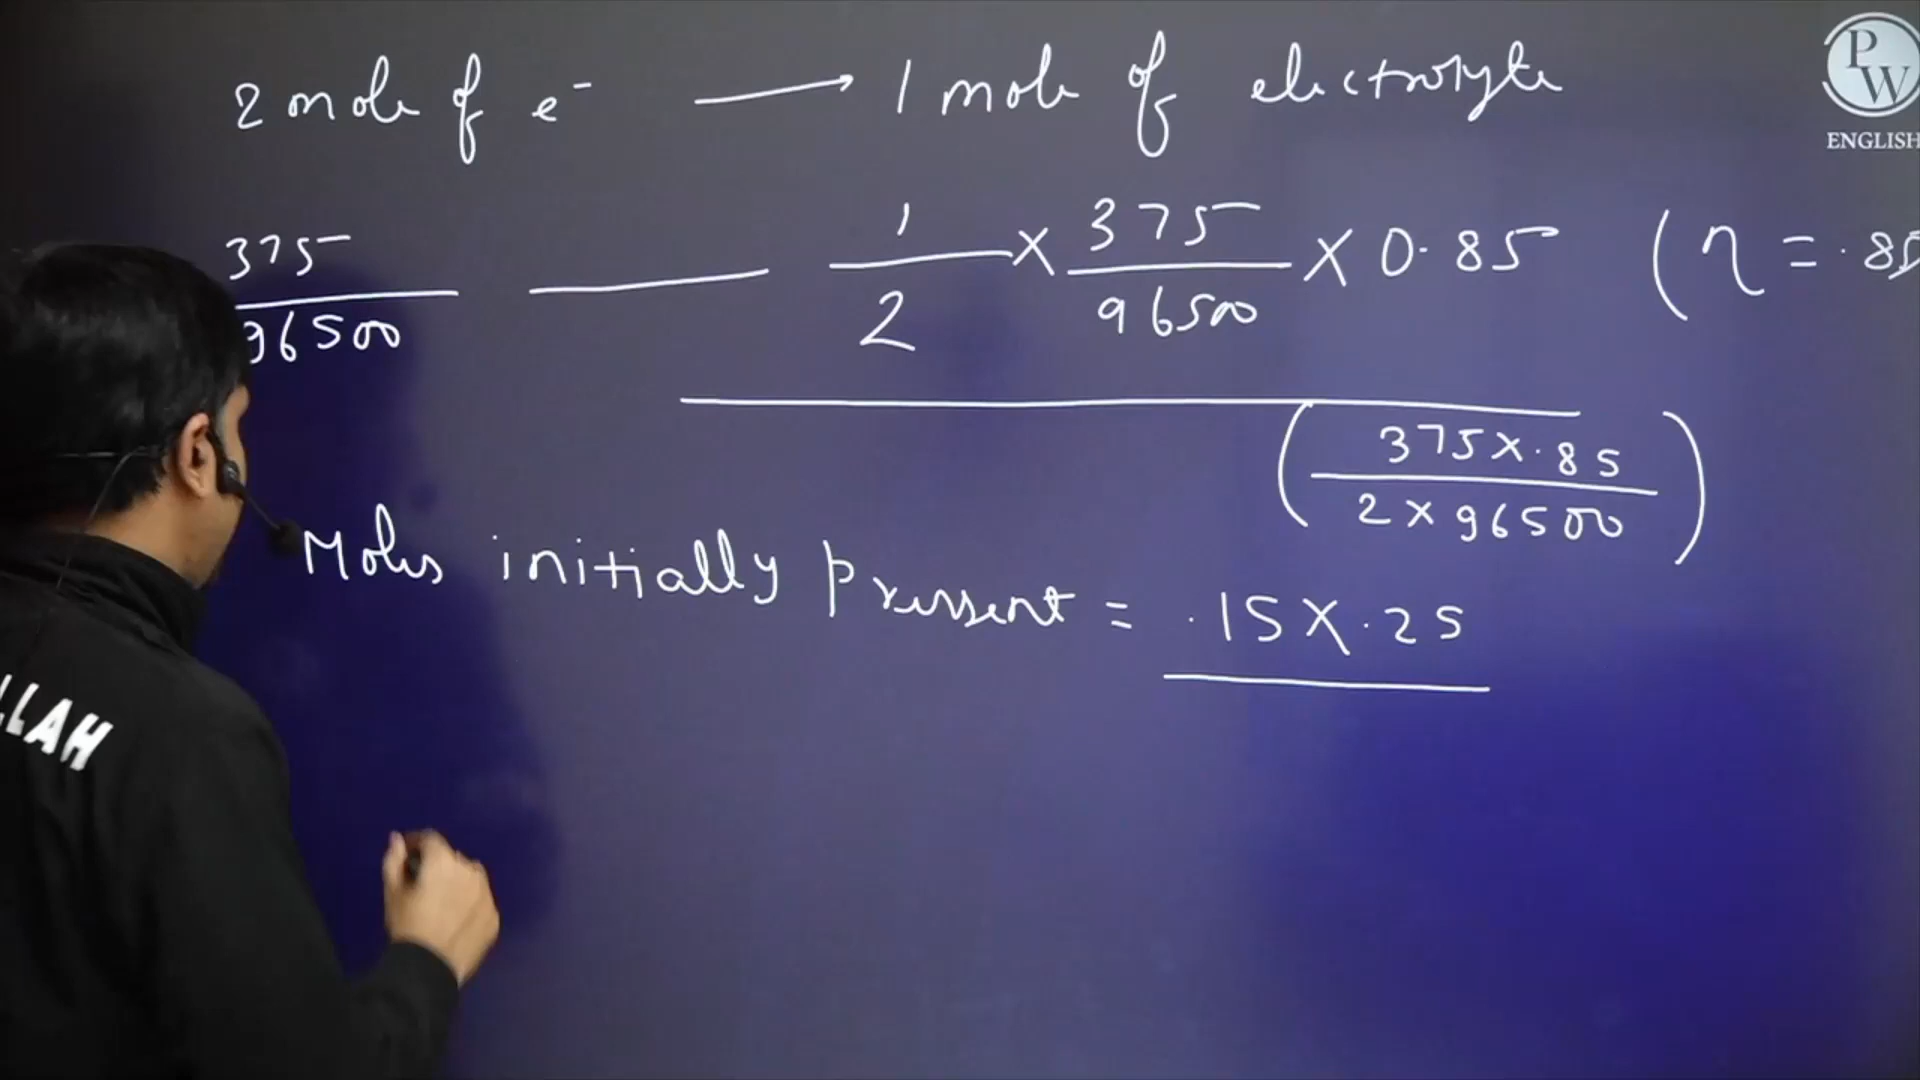 2 mole of e⁻ ⟶ 1 mole of electrolyte
PW
ENGLISH
375/96500 —— 1/2 × 375/96500 × 0.85 (η = .85
(375×.85 / 2×96500)
Moles initially pressent = .15×.25
LLAH